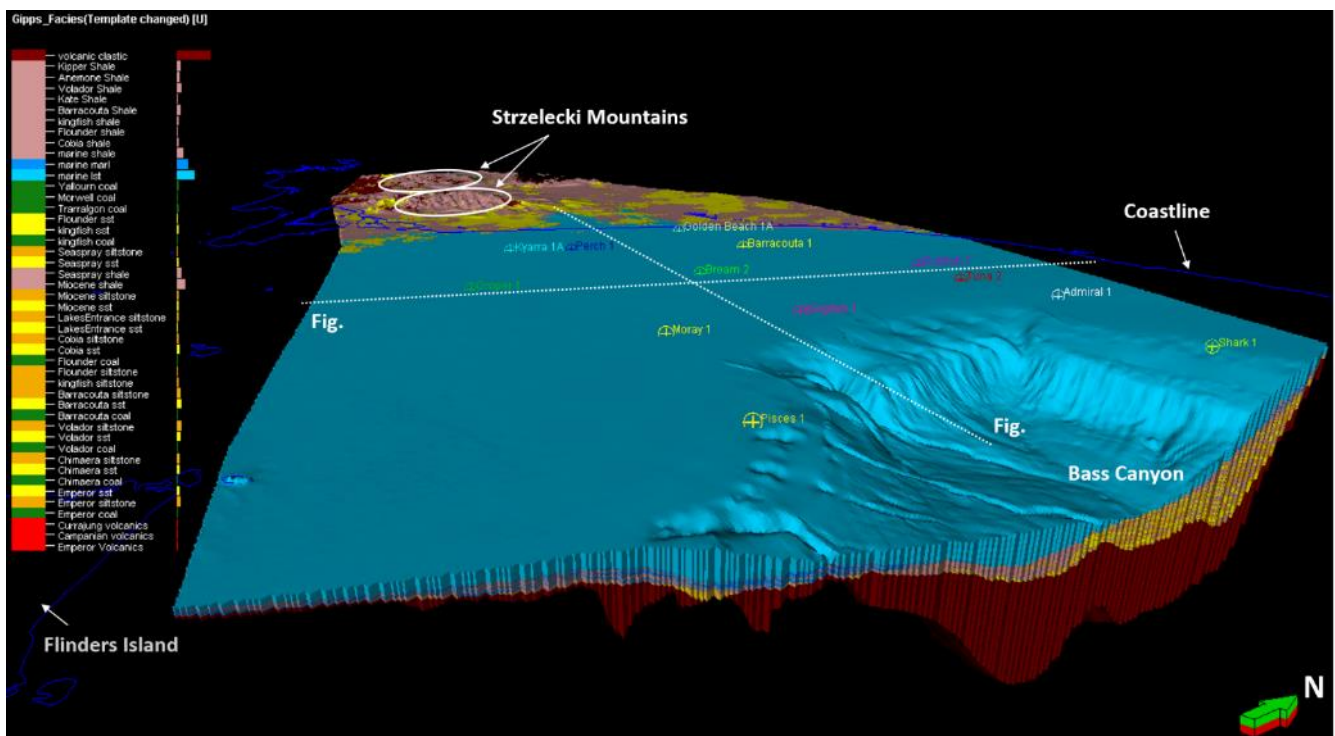 Gipps_Facies(Template changed) [U]
volcanic clastic
Kipper Shale
Anemone Shale
Volador Shale
Kate Shale
Barracouta Shale
kingfish shale
Flounder shale
Cobia shale
marine shale
marine marl
marine lst
Yallourn coal
Morwell coal
Trarralgon coal
Flounder sst
kingfish sst
kingfish coal
Seaspray siltstone
Seaspray sst
Seaspray shale
Miocene shale
Miocene siltstone
Miocene sst
LakesEntrance siltstone
LakesEntrance sst
Cobia siltstone
Cobia sst
Flounder coal
Flounder siltstone
kingfish siltstone
Barracouta siltstone
Barracouta sst
Barracouta coal
Volador siltstone
Volador sst
Volador coal
Chimaera siltstone
Chimaera sst
Chimaera coal
Emperor sst
Emperor siltstone
Emperor coal
Currajung volcanics
Campanian volcanics
Emperor Volcanics
Strzelecki Mountains
Coastline
Golden Beach 1A
Kyarra 1A
Perch 1
Barracouta 1
Bream 2
Admiral 1
Fig.
Moray 1
Shark 1
Pisces 1
Fig.
Bass Canyon
Flinders Island
N